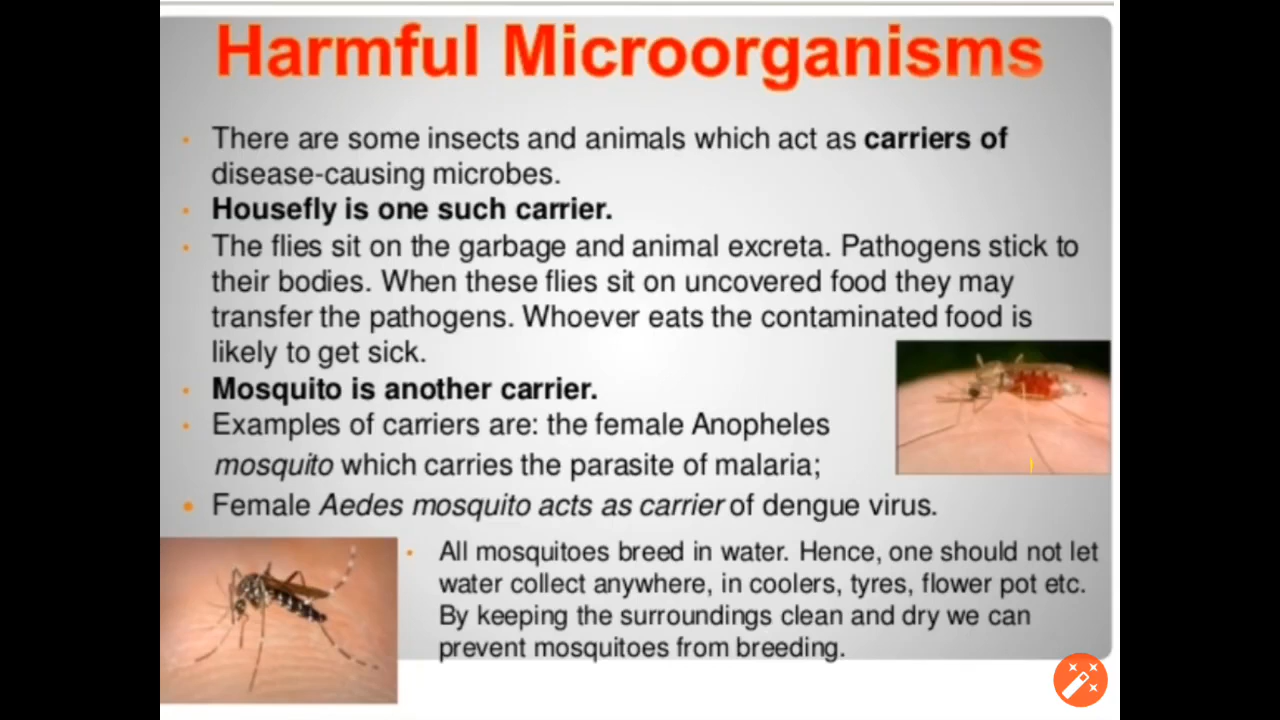 Harmful Microorganisms
• There are some insects and animals which act as carriers of
disease-causing microbes.
• Housefly is one such carrier.
• The flies sit on the garbage and animal excreta. Pathogens stick to
their bodies. When these flies sit on uncovered food they may
transfer the pathogens. Whoever eats the contaminated food is
likely to get sick.
• Mosquito is another carrier.
• Examples of carriers are: the female Anopheles
mosquito which carries the parasite of malaria;
• Female Aedes mosquito acts as carrier of dengue virus.
• All mosquitoes breed in water. Hence, one should not let
water collect anywhere, in coolers, tyres, flower pot etc.
By keeping the surroundings clean and dry we can
prevent mosquitoes from breeding.